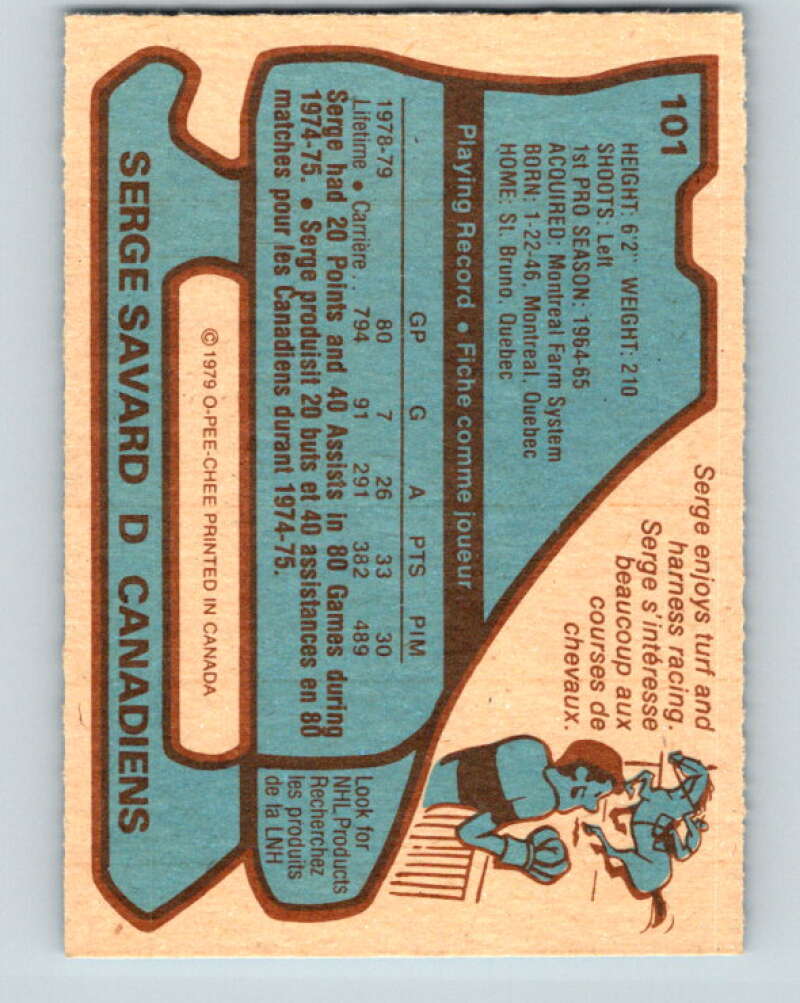 101
HEIGHT: 6'2" WEIGHT: 210
SHOOTS: Left
1st PRO SEASON: 1964-65
ACQUIRED: Montreal Farm System
BORN: 1-22-46, Montreal, Quebec
HOME: St. Bruno, Quebec
Serge enjoys turf and
harness racing.
Serge s'intéresse
beaucoup aux
courses de
chevaux.
Playing Record • Fiche comme joueur
GP G A PTS PIM
1978-79 80 7 26 33 30
Lifetime • Carrière .. 794 91 291 382 489
Serge had 20 Points and 40 Assists in 80 Games during
1974-75. • Serge produisit 20 buts et 40 assistances en 80
matches pour les Canadiens durant 1974-75.
Look for
NHL Products
Recherchez
les produits
de la LNH
© 1979 O-PEE-CHEE PRINTED IN CANADA
SERGE SAVARD D CANADIENS